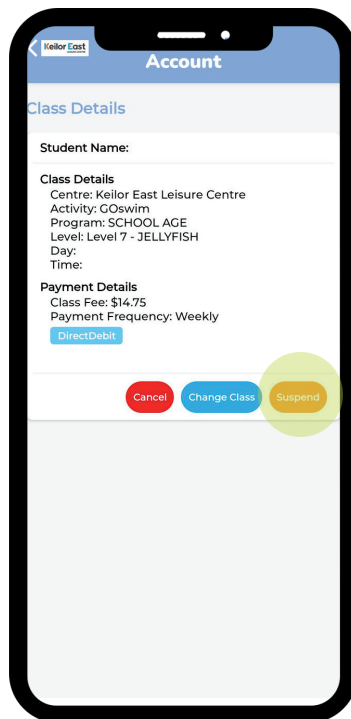 Keilor East
Account
Class Details
Student Name:
Class Details
Centre: Keilor East Leisure Centre
Activity: GOswim
Program: SCHOOL AGE
Level: Level 7 - JELLYFISH
Day:
Time:
Payment Details
Class Fee: $14.75
Payment Frequency: Weekly
DirectDebit
Cancel Change Class Suspend